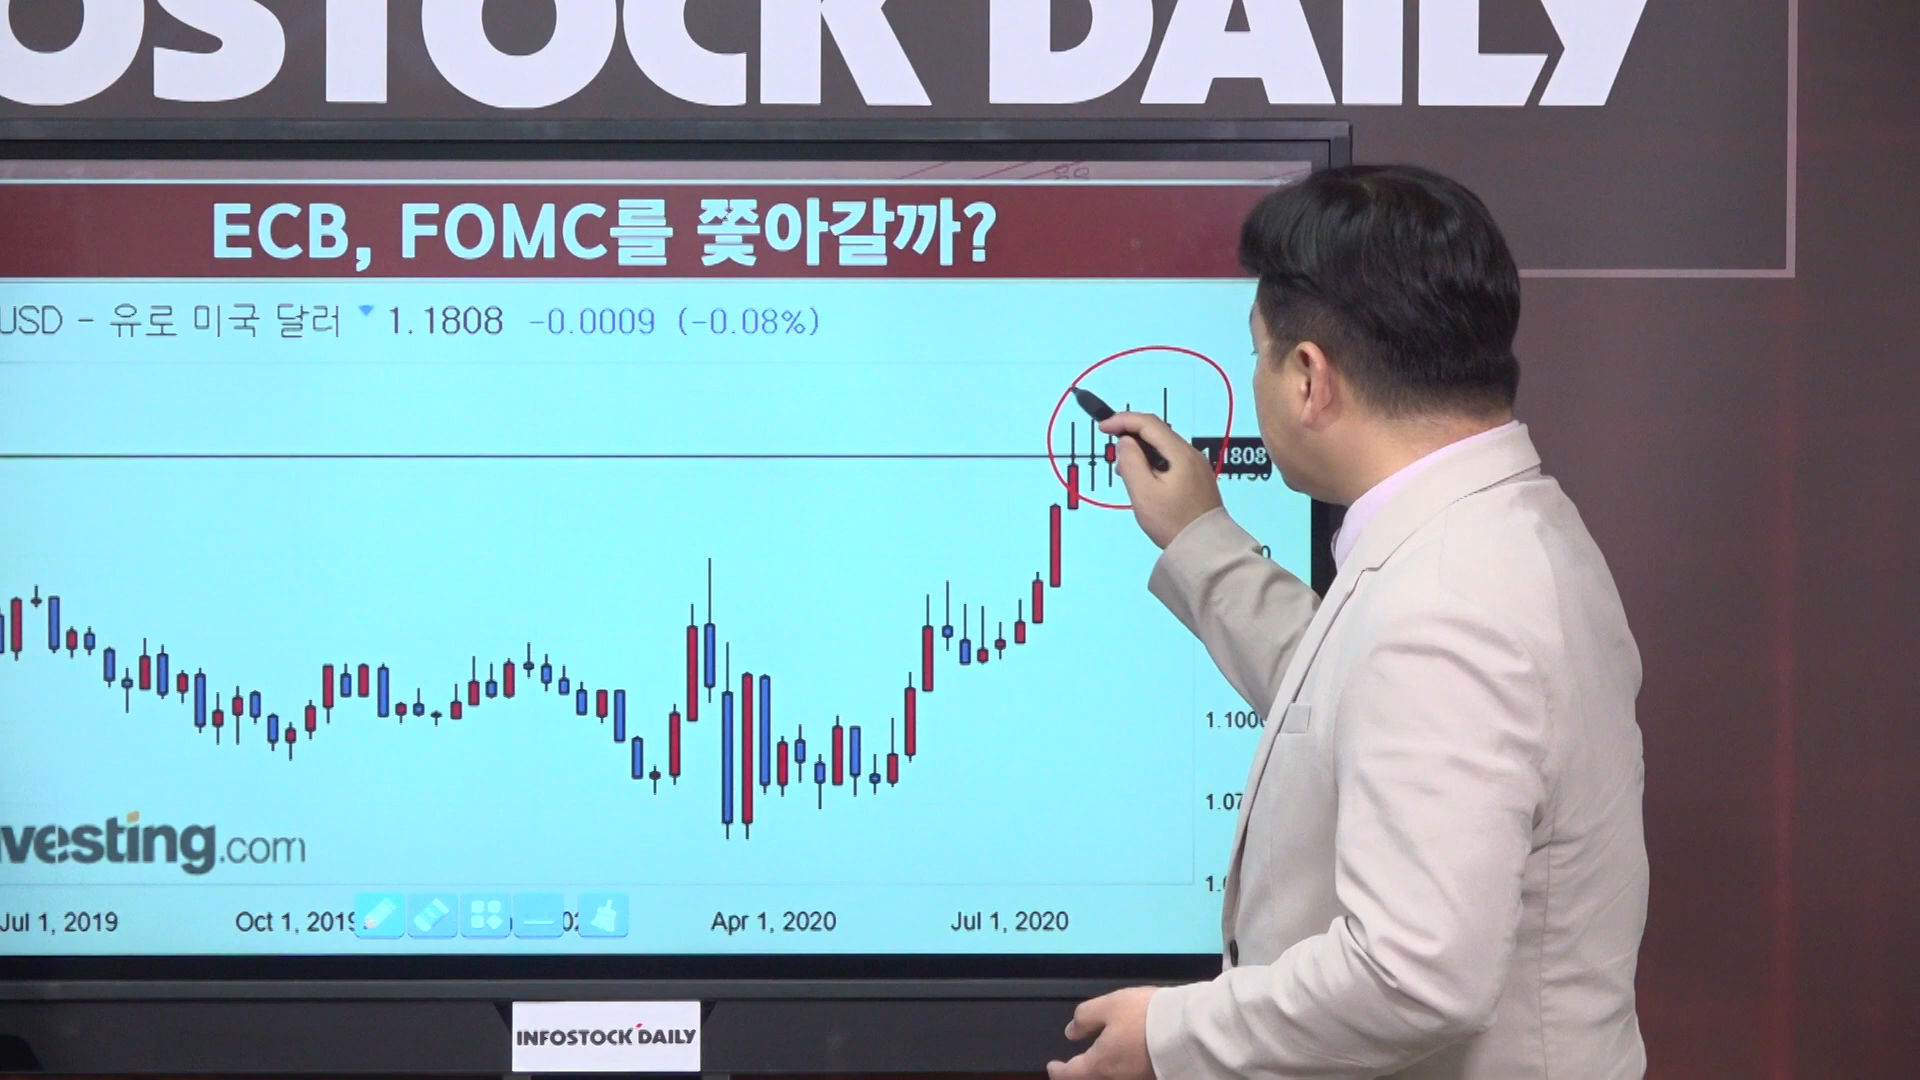 OSTOCK DAILY
ECB, FOMC를 쫓아갈까?
USD - 유로 미국 달러 1.1808 -0.0009 (-0.08%)
1.1808
1.100
1.07
vesting.com
Jul 1, 2019 Oct 1, 2019 Apr 1, 2020 Jul 1, 2020
INFOSTOCK DAILY